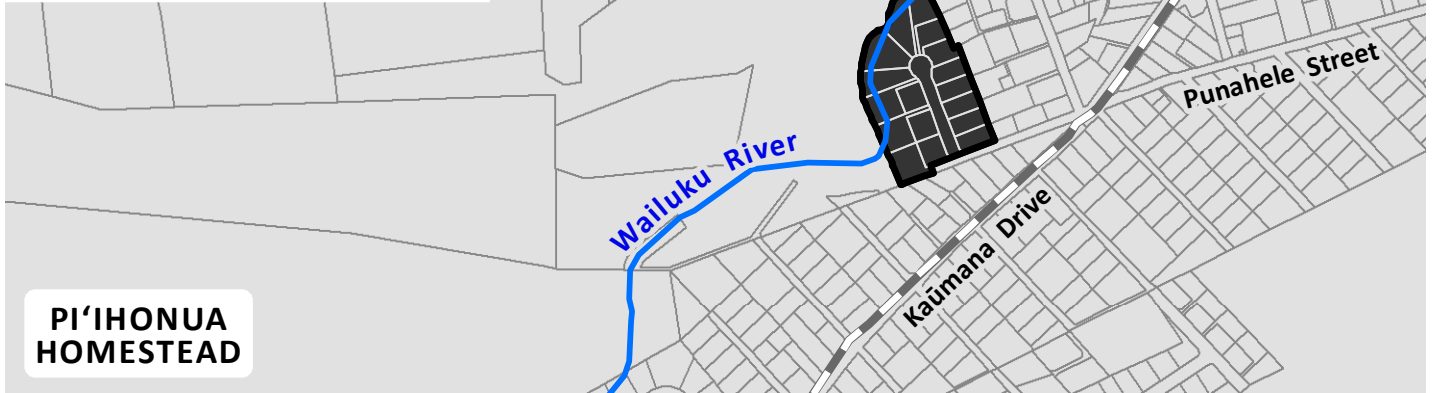 Punahele Street
Wailuku River
Kaūmana Drive
PIʻIHONUA
HOMESTEAD